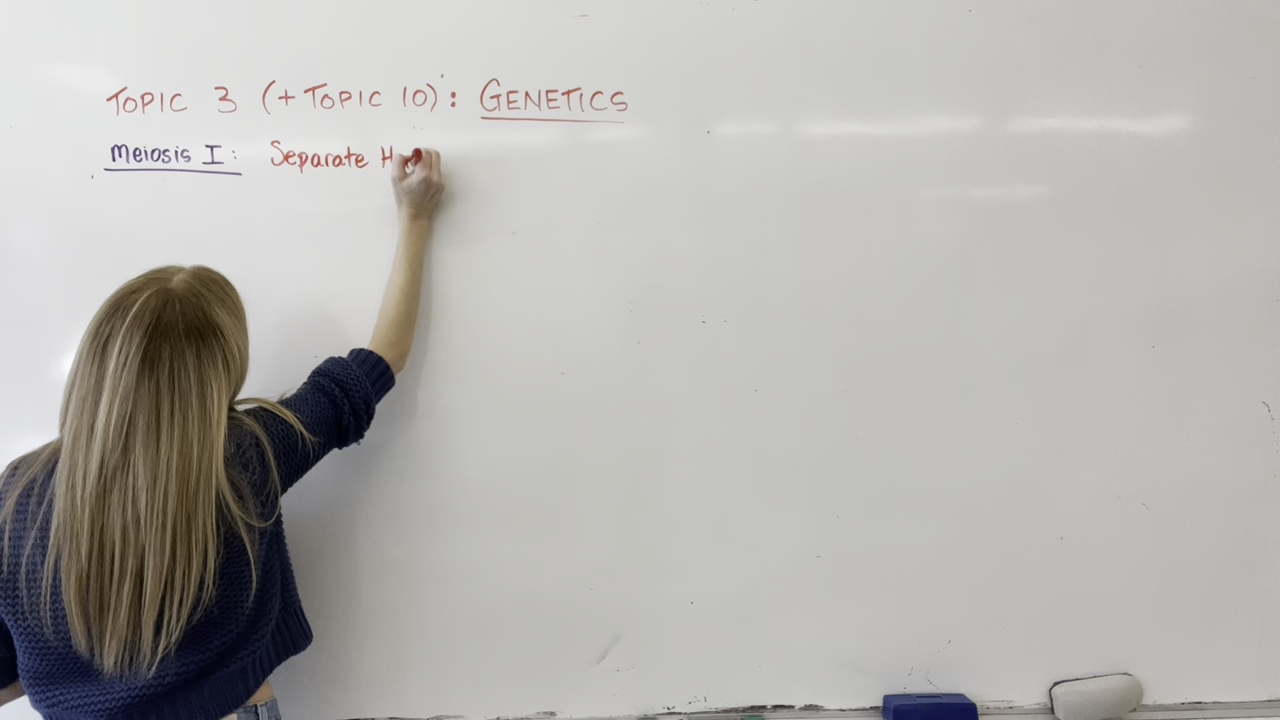 TOPIC 3 (+ TOPIC 10): GENETICS
Meiosis I: Separate H